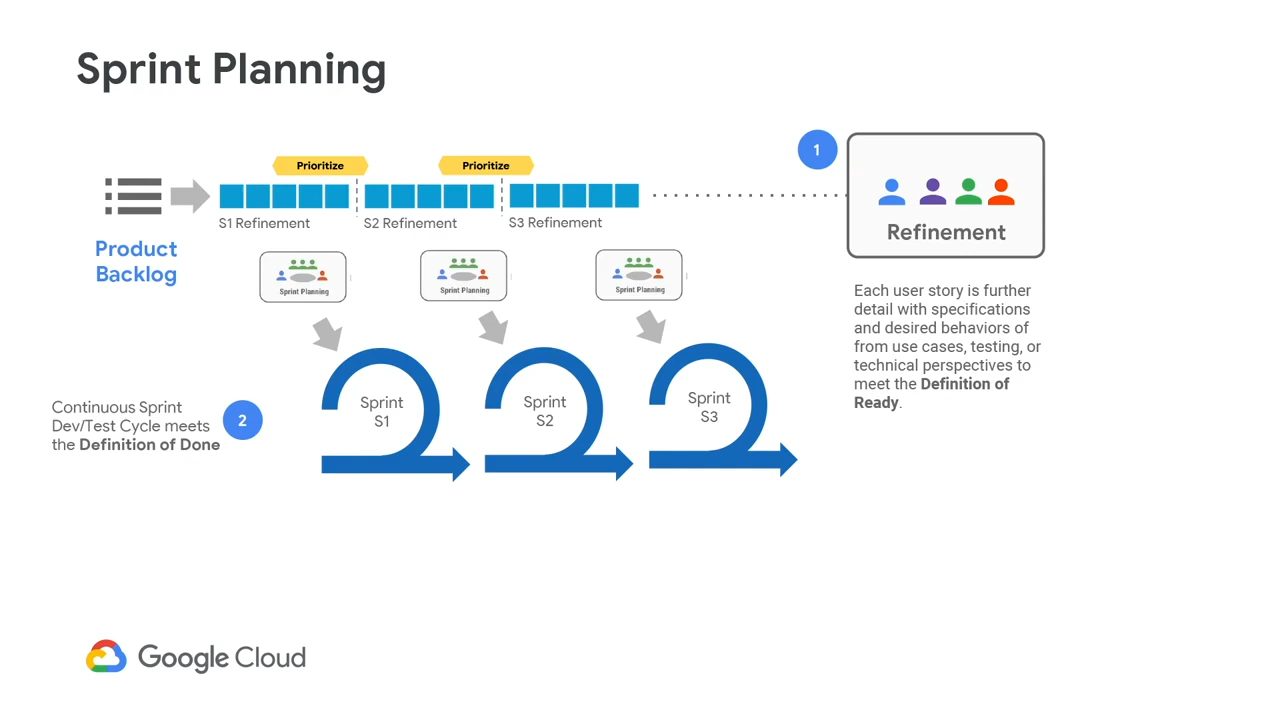 Sprint Planning
Prioritize
Prioritize
1
S1 Refinement
S2 Refinement
S3 Refinement
Refinement
Product
Backlog
Sprint Planning
Sprint Planning
Sprint Planning
Each user story is further
detail with specifications
and desired behaviors of
from use cases, testing, or
technical perspectives to
meet the Definition of
Ready.
Continuous Sprint
Dev/Test Cycle meets
the Definition of Done
2
Sprint
S1
Sprint
S2
Sprint
S3
Google Cloud